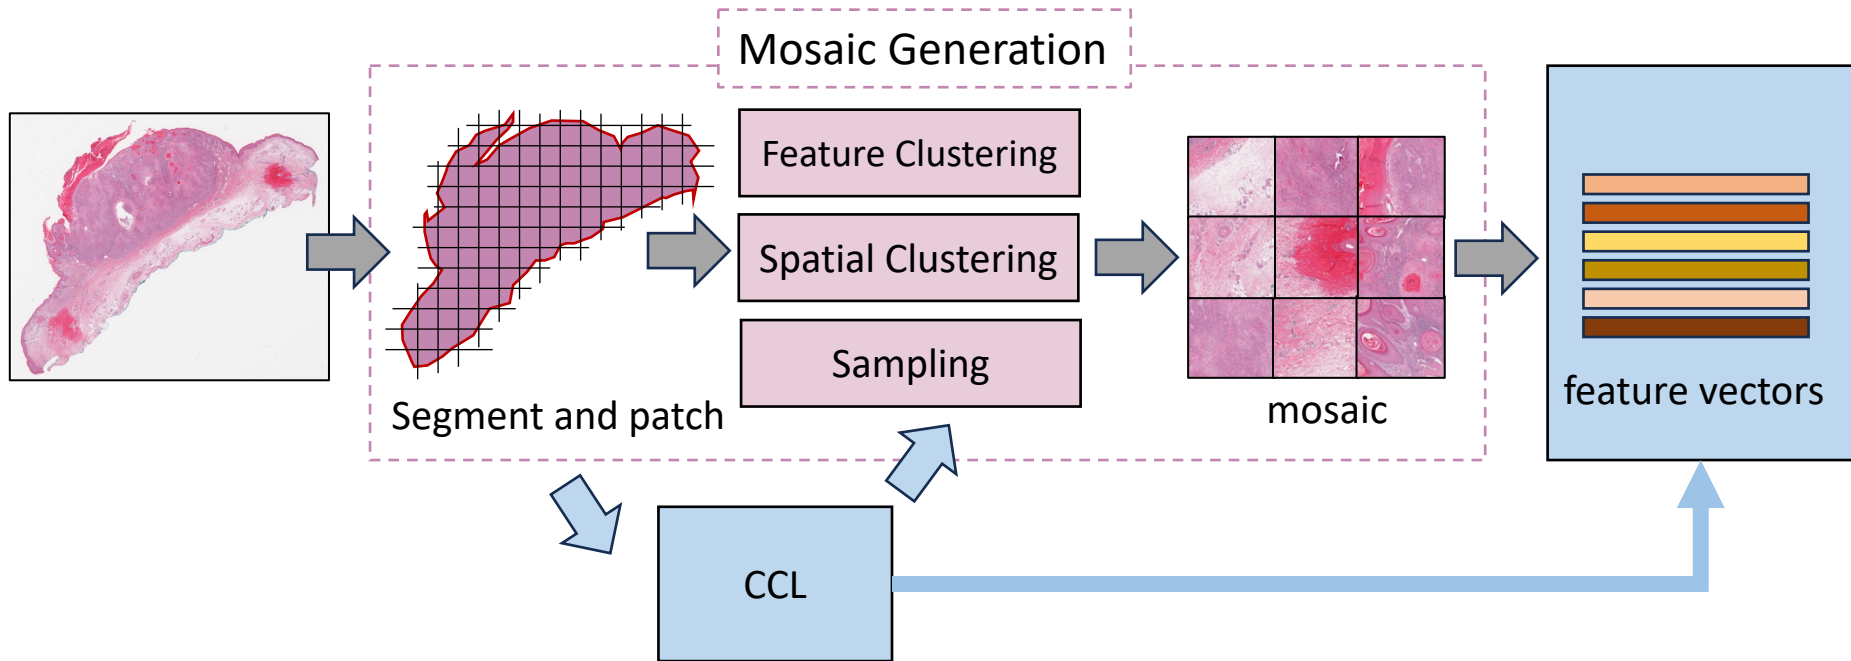 Mosaic Generation
Feature Clustering
Spatial Clustering
Sampling
Segment and patch
mosaic
feature vectors
CCL